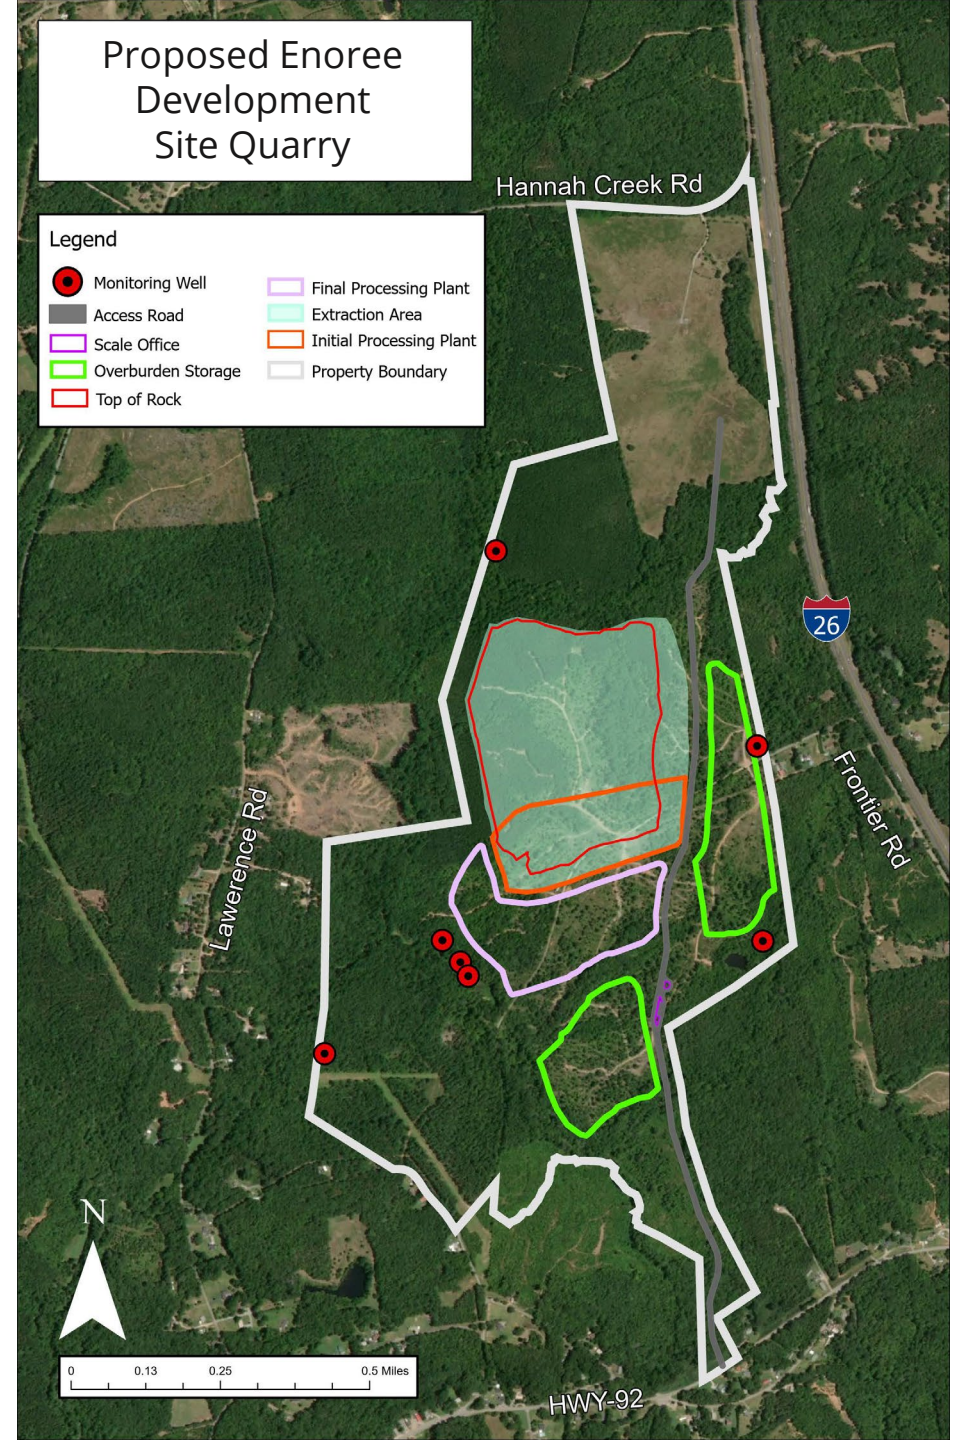 Proposed Enoree
Development
Site Quarry
Hannah Creek Rd
Legend
Monitoring Well
Access Road
Scale Office
Overburden Storage
Top of Rock
Final Processing Plant
Extraction Area
Initial Processing Plant
Property Boundary
26
Frontier Rd
Lawerence Rd
N
0 0.13 0.25 0.5 Miles
HWY-92